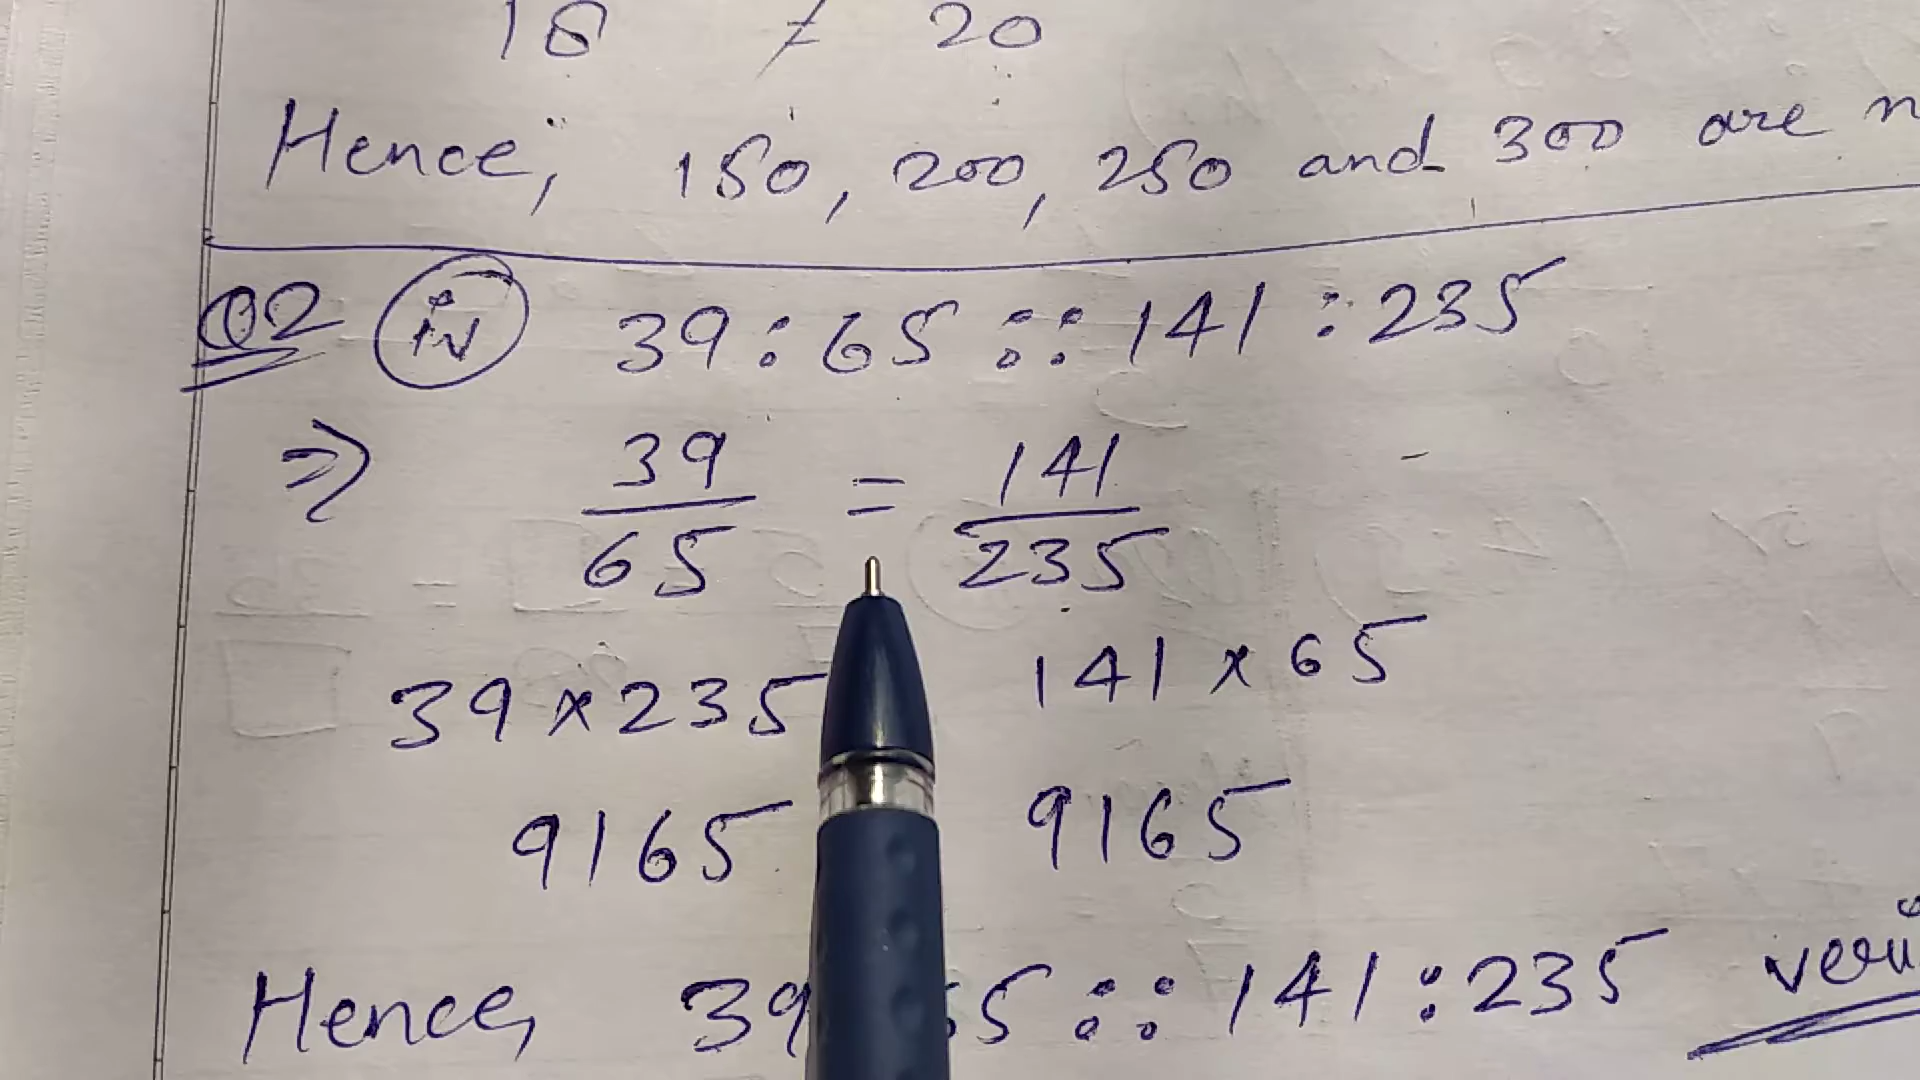 18 ≠ 20
Hence, 150, 200, 250 and 300 are
Q2 (iv) 39 : 65 :: 141 : 235
⇒ 39/65 = 141/235
39 × 235 141 × 65
9165 9165
Hence, 39 5 :: 141 : 235